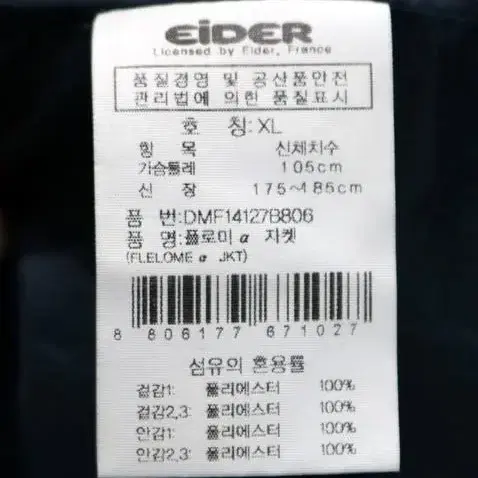 EiDER
Licensed by Eider, France
품질경영 및 공산품안전
관리법에 의한 품질표시
호 칭: XL
항 목 신체치수
가슴둘레 105cm
신 장 175~185cm
품 번:DMF14127B806
품 명:플로미α 자켓
(FLELOME α JKT)
8 806177 671027
섬유의 혼용률
겉감1: 폴리에스터 100%
겉감2,3: 폴리에스터 100%
안감1: 폴리에스터 100%
안감2,3: 폴리에스터 100%